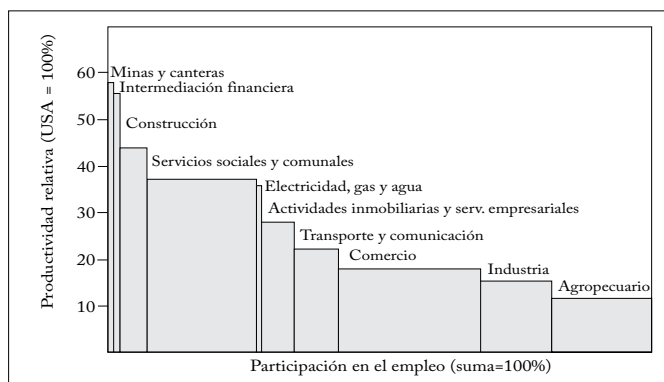 Productividad relativa (USA = 100%)
60
50
40
30
20
10
Minas y canteras
Intermediación financiera
Construcción
Servicios sociales y comunales
Electricidad, gas y agua
Actividades inmobiliarias y serv. empresariales
Transporte y comunicación
Comercio
Industria
Agropecuario
Participación en el empleo (suma=100%)